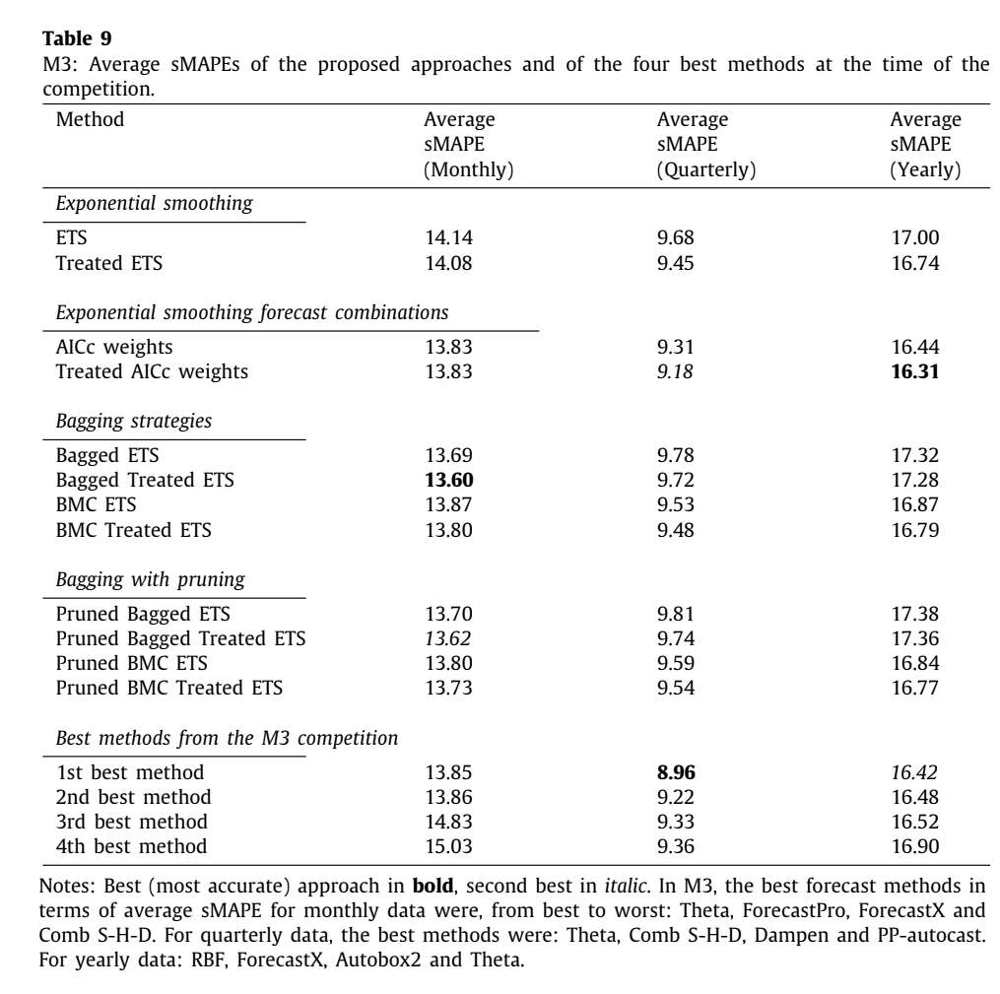 Table 9
M3: Average sMAPEs of the proposed approaches and of the four best methods at the time of the
competition.
Method Average Average Average
sMAPE sMAPE sMAPE
(Monthly) (Quarterly) (Yearly)
Exponential smoothing
ETS 14.14 9.68 17.00
Treated ETS 14.08 9.45 16.74
Exponential smoothing forecast combinations
AICc weights 13.83 9.31 16.44
Treated AICc weights 13.83 9.18 16.31
Bagging strategies
Bagged ETS 13.69 9.78 17.32
Bagged Treated ETS 13.60 9.72 17.28
BMC ETS 13.87 9.53 16.87
BMC Treated ETS 13.80 9.48 16.79
Bagging with pruning
Pruned Bagged ETS 13.70 9.81 17.38
Pruned Bagged Treated ETS 13.62 9.74 17.36
Pruned BMC ETS 13.80 9.59 16.84
Pruned BMC Treated ETS 13.73 9.54 16.77
Best methods from the M3 competition
1st best method 13.85 8.96 16.42
2nd best method 13.86 9.22 16.48
3rd best method 14.83 9.33 16.52
4th best method 15.03 9.36 16.90
Notes: Best (most accurate) approach in bold, second best in italic. In M3, the best forecast methods in
terms of average sMAPE for monthly data were, from best to worst: Theta, ForecastPro, ForecastX and
Comb S-H-D. For quarterly data, the best methods were: Theta, Comb S-H-D, Dampen and PP-autocast.
For yearly data: RBF, ForecastX, Autobox2 and Theta.